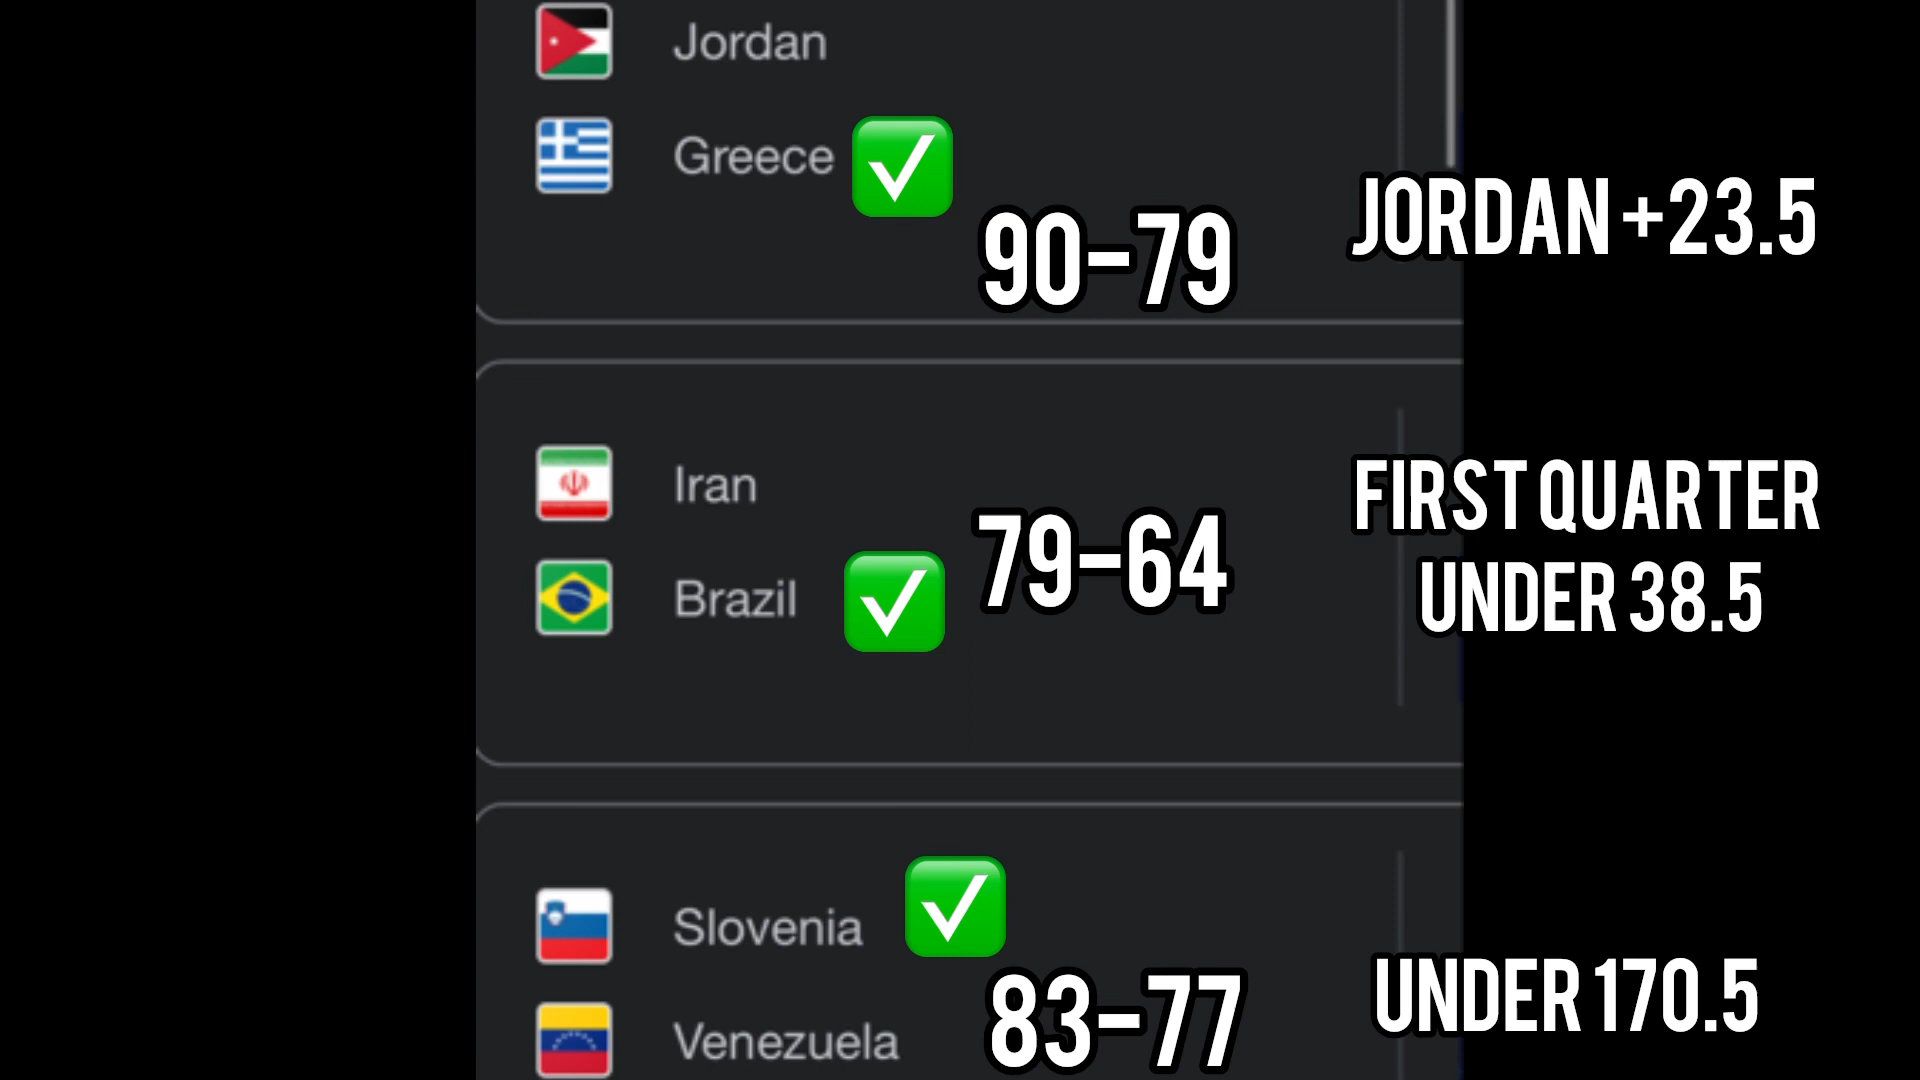 Jordan
Greece
90-79
JORDAN +23.5
Iran
Brazil
79-64
FIRST QUARTER
UNDER 38.5
Slovenia
Venezuela
83-77
UNDER 170.5